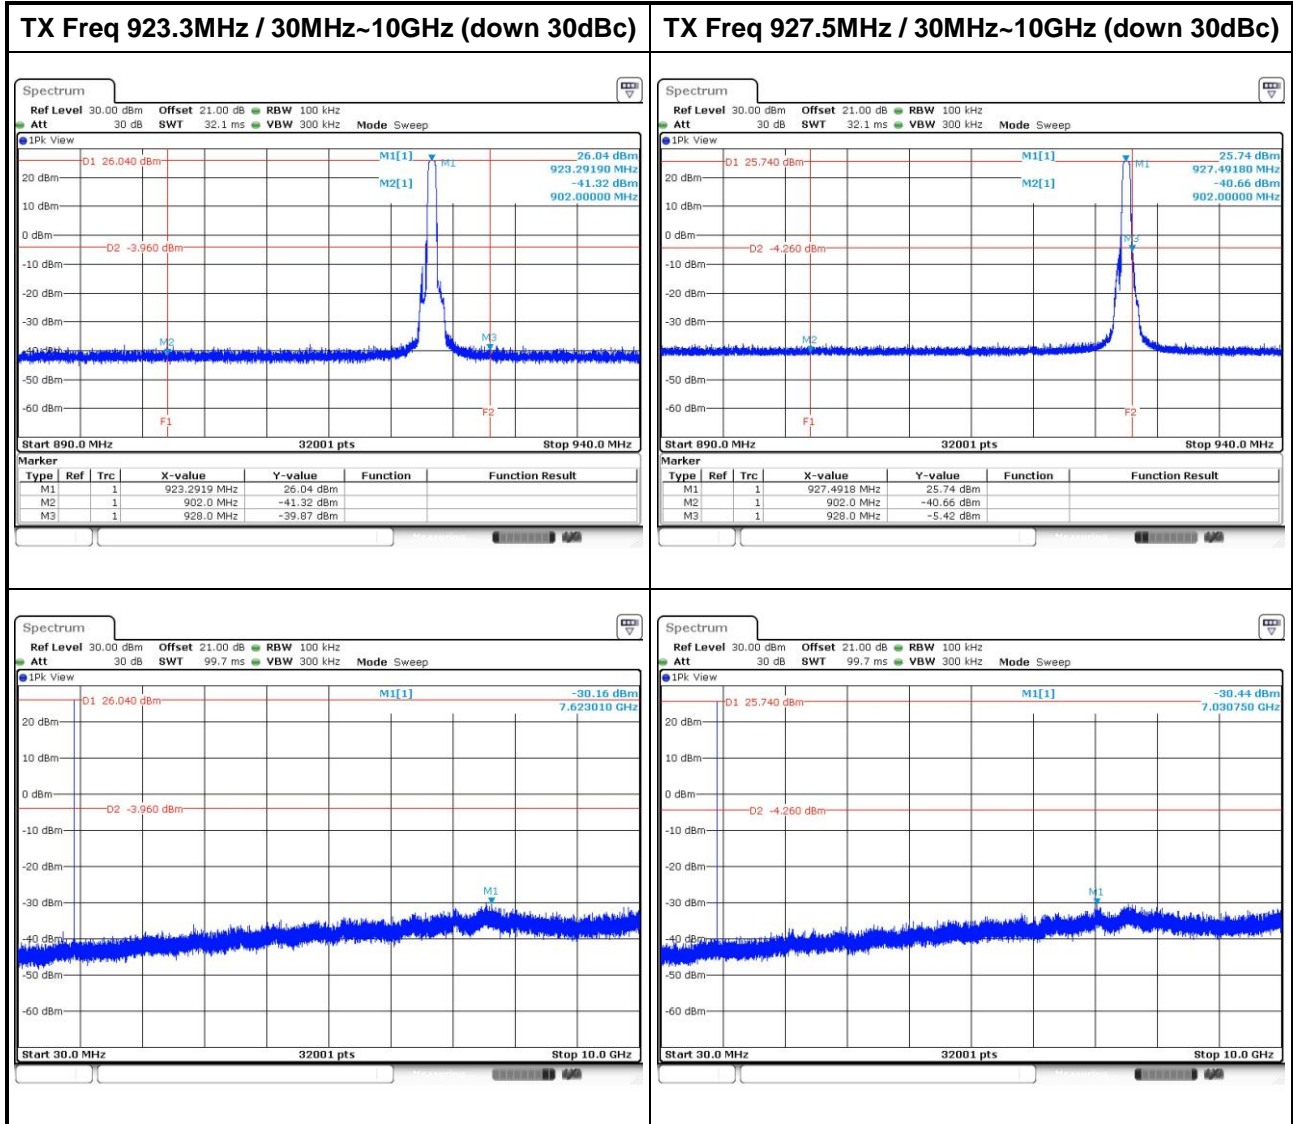 TX Freq 923.3MHz / 30MHz~10GHz (down 30dBc)
TX Freq 927.5MHz / 30MHz~10GHz (down 30dBc)
Spectrum
Ref Level 30.00 dBm Offset 21.00 dB RBW 100 kHz
Att 30 dB SWT 32.1 ms VBW 300 kHz Mode Sweep
1Pk View
D1 26.040 dBm
M1[1] 26.04 dBm
923.29190 MHz
M2[1] -41.32 dBm
902.00000 MHz
M1
20 dBm
10 dBm
0 dBm
D2 -3.960 dBm
-10 dBm
-20 dBm
-30 dBm
M2
M3
-40 dBm
-50 dBm
-60 dBm
F1
F2
Start 890.0 MHz 32001 pts Stop 940.0 MHz
Marker
Type Ref Trc X-value Y-value Function Function Result
M1 1 923.2919 MHz 26.04 dBm
M2 1 902.0 MHz -41.32 dBm
M3 1 928.0 MHz -39.87 dBm
Spectrum
Ref Level 30.00 dBm Offset 21.00 dB RBW 100 kHz
Att 30 dB SWT 32.1 ms VBW 300 kHz Mode Sweep
1Pk View
D1 25.740 dBm
M1[1] 25.74 dBm
927.49180 MHz
M2[1] -40.66 dBm
902.00000 MHz
M1
20 dBm
10 dBm
0 dBm
M3
D2 -4.260 dBm
-10 dBm
-20 dBm
-30 dBm
M2
-50 dBm
-60 dBm
F1
F2
Start 890.0 MHz 32001 pts Stop 940.0 MHz
Marker
Type Ref Trc X-value Y-value Function Function Result
M1 1 927.4918 MHz 25.74 dBm
M2 1 902.0 MHz -40.66 dBm
M3 1 928.0 MHz -5.42 dBm
Spectrum
Ref Level 30.00 dBm Offset 21.00 dB RBW 100 kHz
Att 30 dB SWT 99.7 ms VBW 300 kHz Mode Sweep
1Pk View
D1 26.040 dBm
M1[1] -30.16 dBm
7.623010 GHz
20 dBm
10 dBm
0 dBm
D2 -3.960 dBm
-10 dBm
-20 dBm
M1
-30 dBm
-40 dBm
-50 dBm
-60 dBm
Start 30.0 MHz 32001 pts Stop 10.0 GHz
Spectrum
Ref Level 30.00 dBm Offset 21.00 dB RBW 100 kHz
Att 30 dB SWT 99.7 ms VBW 300 kHz Mode Sweep
1Pk View
D1 25.740 dBm
M1[1] -30.44 dBm
7.030750 GHz
20 dBm
10 dBm
0 dBm
D2 -4.260 dBm
-10 dBm
-20 dBm
M1
-30 dBm
-40 dBm
-50 dBm
-60 dBm
Start 30.0 MHz 32001 pts Stop 10.0 GHz